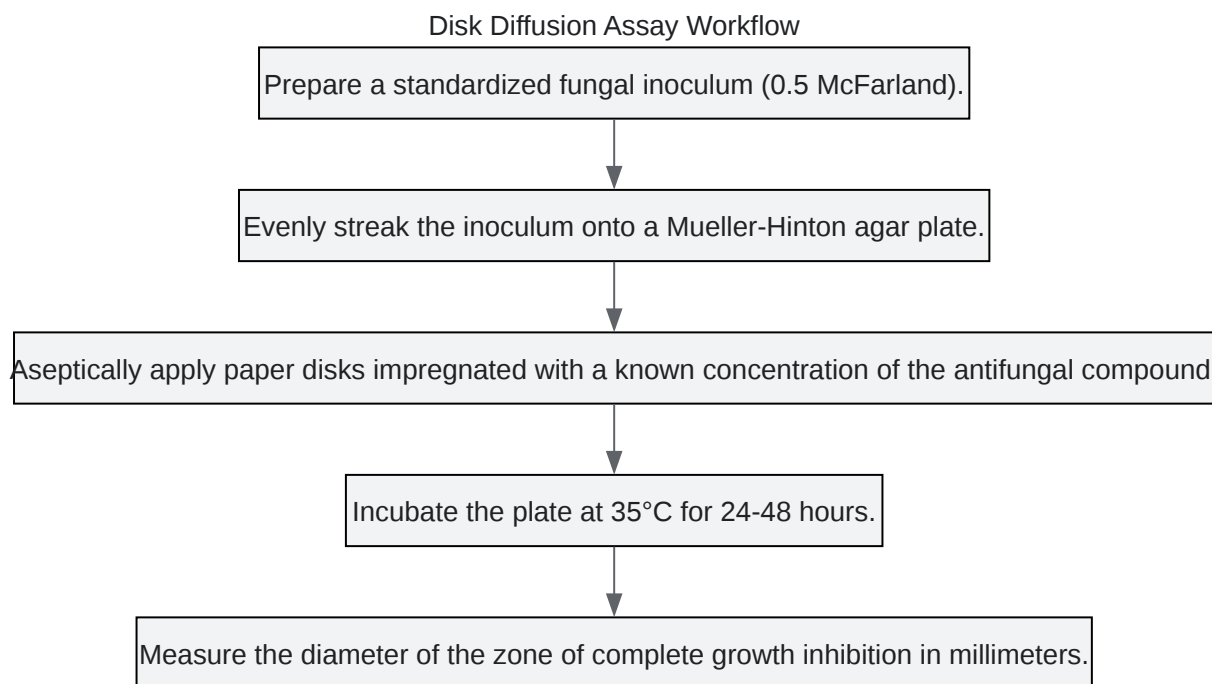 Disk Diffusion Assay Workflow
Prepare a standardized fungal inoculum (0.5 McFarland).
Evenly streak the inoculum onto a Mueller-Hinton agar plate.
Aseptically apply paper disks impregnated with a known concentration of the antifungal compound
Incubate the plate at 35°C for 24-48 hours.
Measure the diameter of the zone of complete growth inhibition in millimeters.